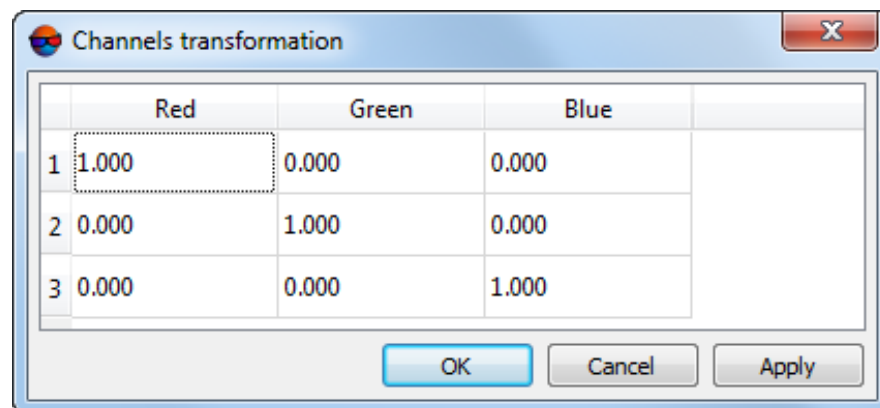 Channels transformation
Red Green Blue
1 1.000 0.000 0.000
2 0.000 1.000 0.000
3 0.000 0.000 1.000
OK Cancel Apply